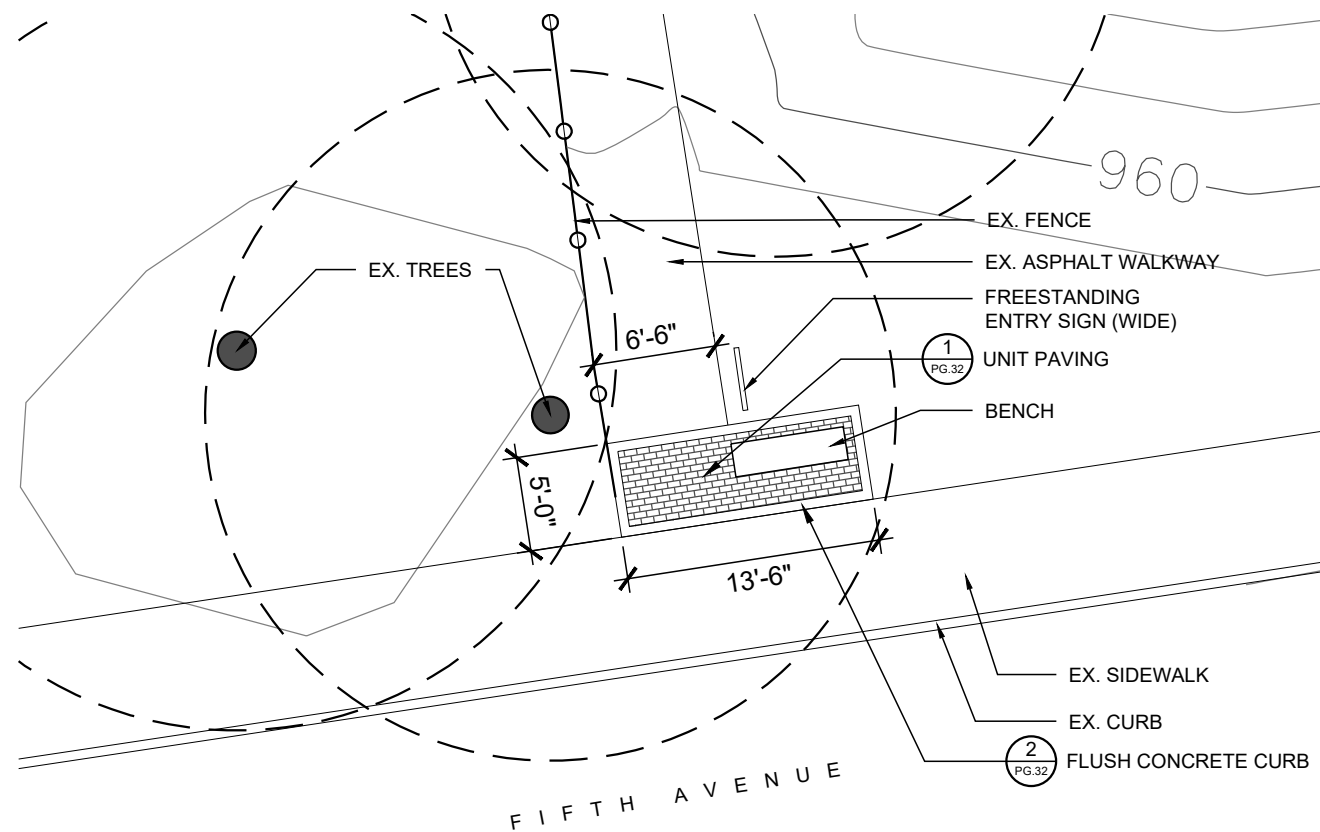 960
EX. FENCE
EX. TREES
EX. ASPHALT WALKWAY
FREESTANDING
ENTRY SIGN (WIDE)
6'-6"
1
PG.32
UNIT PAVING
BENCH
5'-0"
13'-6"
EX. SIDEWALK
EX. CURB
2
PG.32
FLUSH CONCRETE CURB
FIFTH AVENUE